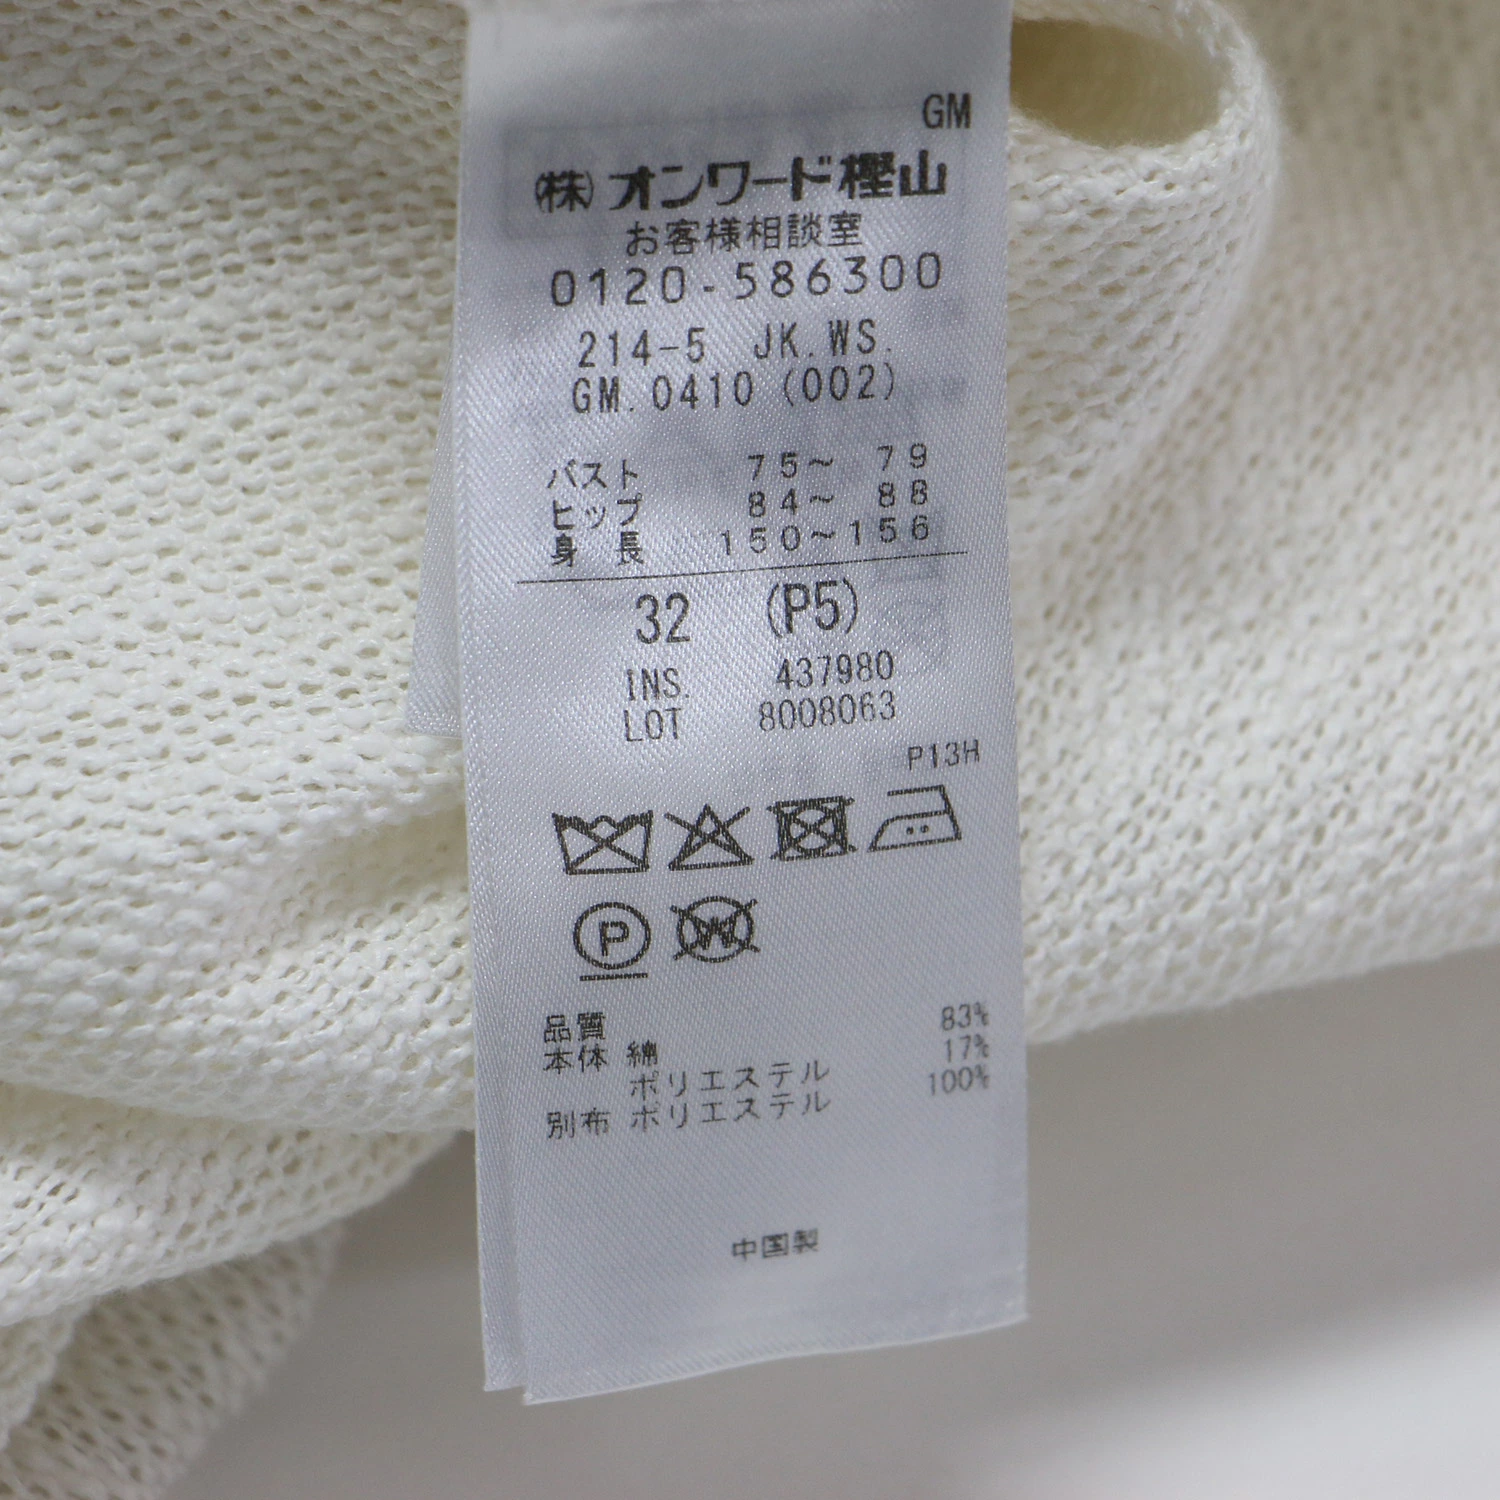 GM
㈱オンワード樫山
お客様相談室
0120-586300
214-5 JK.WS.
GM.0410(002)
バスト 75~ 79
ヒップ 84~ 88
身長 150~156
32 (P5)
INS. 437980
LOT 8008063
P13H
P W
品質
本体 綿 83%
ポリエステル 17%
別布 ポリエステル 100%
中国製